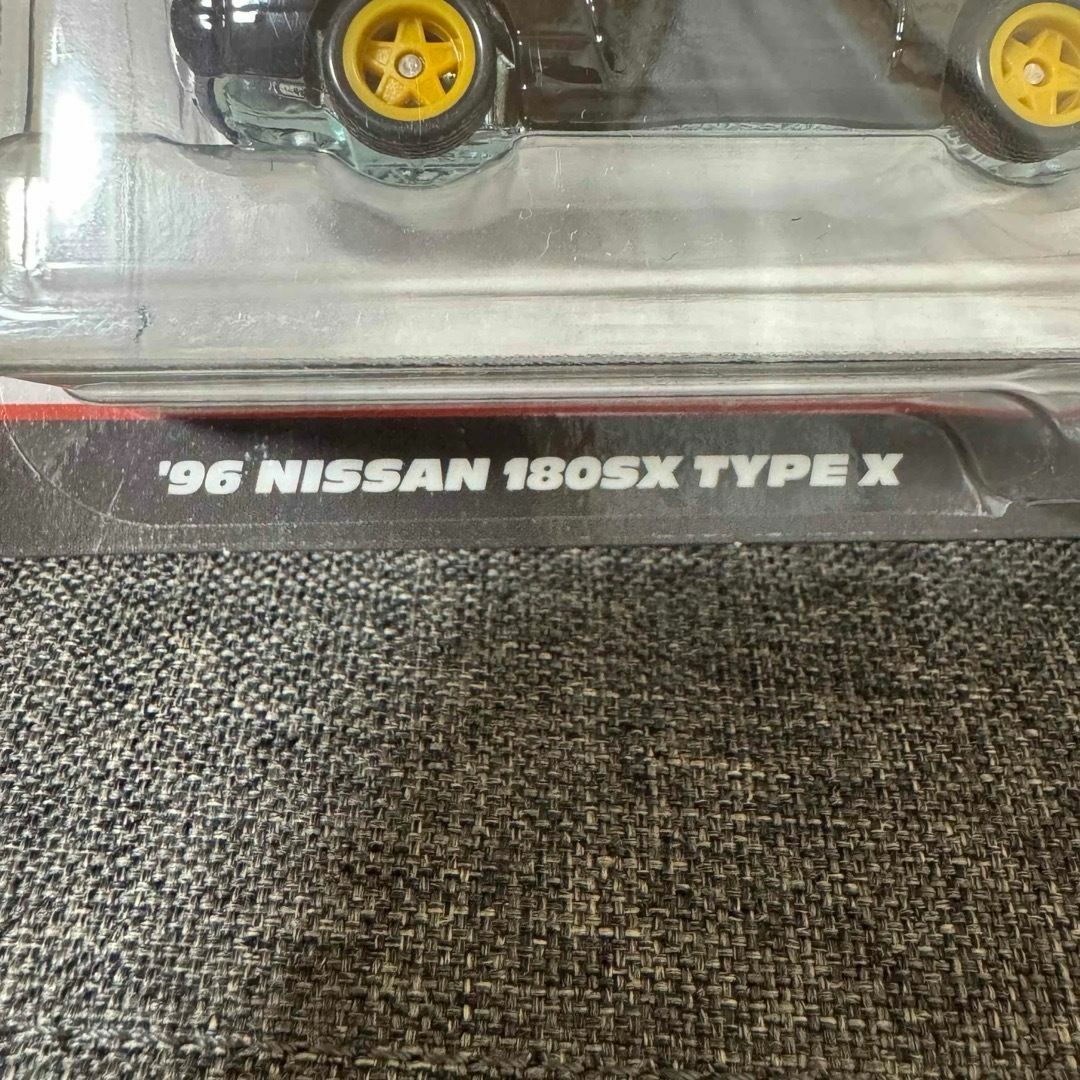 '96 NISSAN 180SX TYPE X